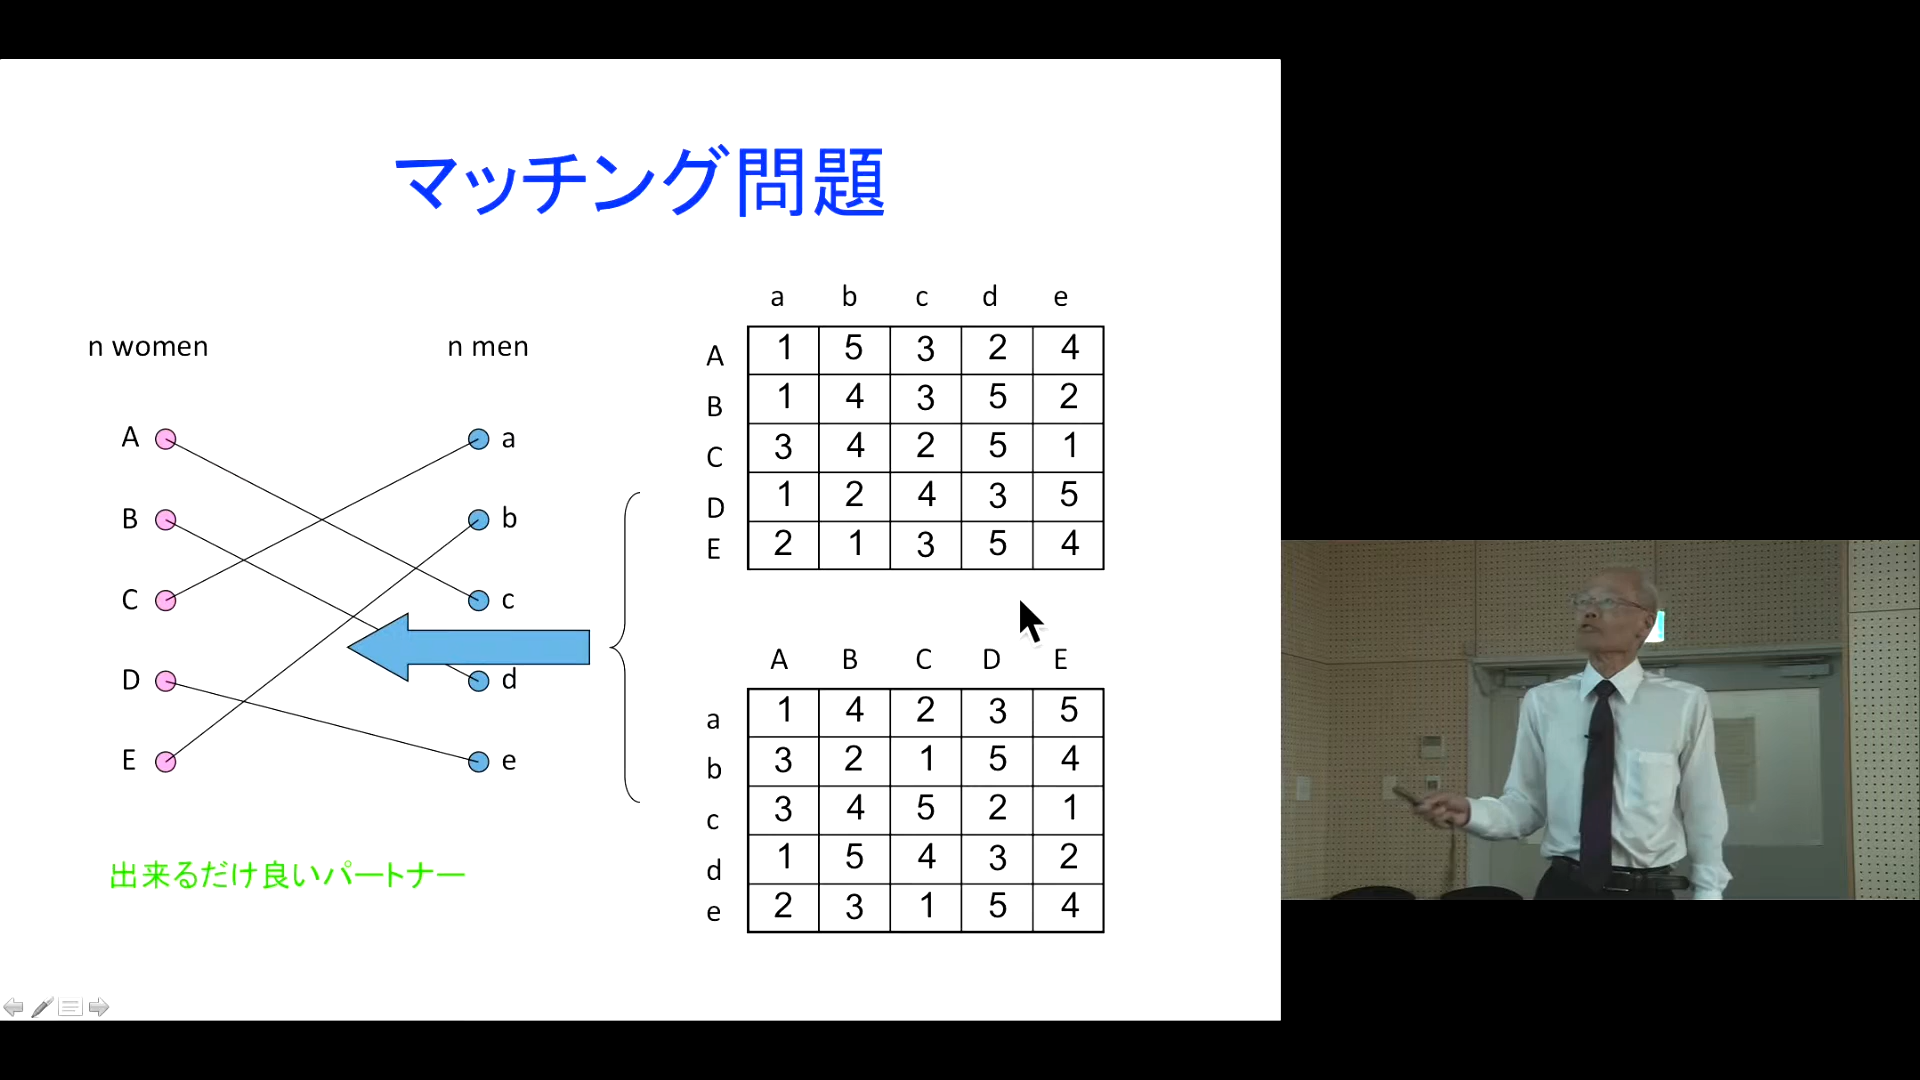 マッチング問題
n women
n men
A
B
C
D
E
a
b
c
d
e
出来るだけ良いパートナー
a b c d e
A 1 5 3 2 4
B 1 4 3 5 2
C 3 4 2 5 1
D 1 2 4 3 5
E 2 1 3 5 4
A B C D E
a 1 4 2 3 5
b 3 2 1 5 4
c 3 4 5 2 1
d 1 5 4 3 2
e 2 3 1 5 4